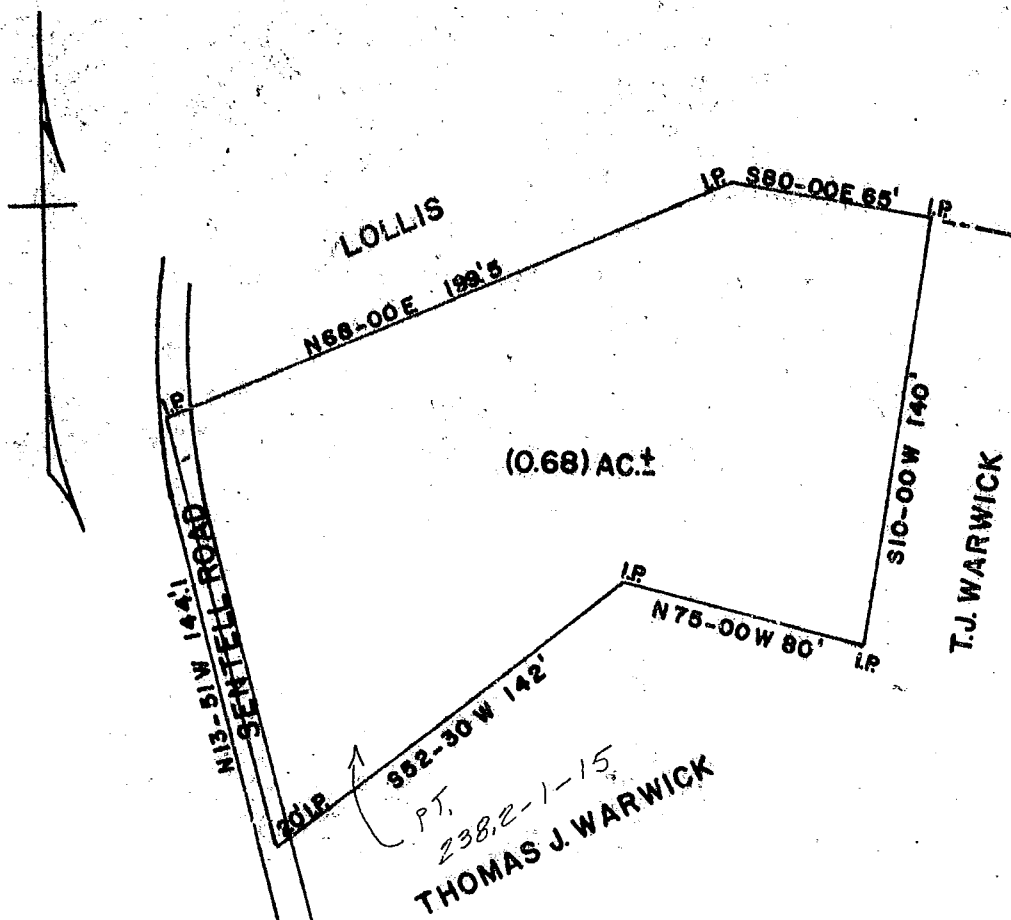 I.P. S80-00E 65' I.P.
LOLLIS
N68-00E 199'.5
I.P.
(0.68) AC.±
S10-00W 140'
T.J. WARWICK
SENTELL ROAD
N13-51W 144'.1
I.P.
N75-00W 80'
I.P.
S52-30W 142'
20' I.P.
PT.
238.2-1-15
THOMAS J. WARWICK